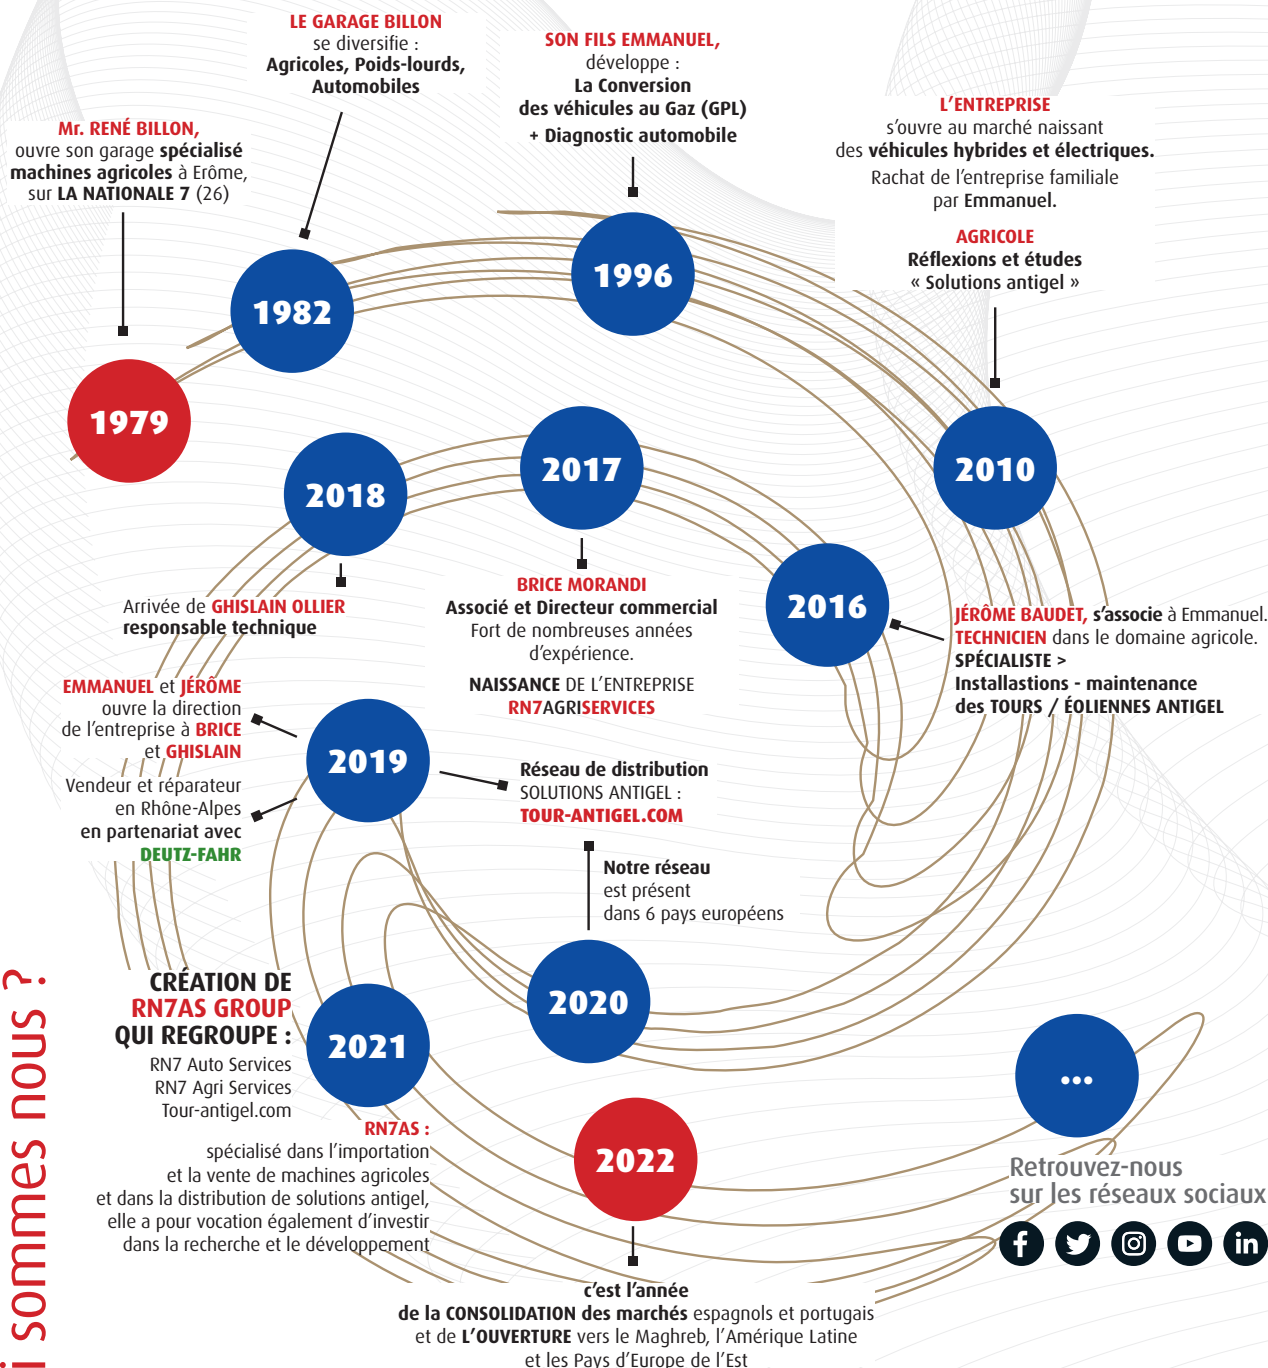 Mr. RENÉ BILLON,
ouvre son garage spécialisé
machines agricoles à Erôme,
sur LA NATIONALE 7 (26)
1979
LE GARAGE BILLON
se diversifie :
Agricoles, Poids-lourds,
Automobiles
1982
SON FILS EMMANUEL,
développe :
La Conversion
des véhicules au Gaz (GPL)
+ Diagnostic automobile
1996
L'ENTREPRISE
s'ouvre au marché naissant
des véhicules hybrides et électriques.
Rachat de l'entreprise familiale
par Emmanuel.
AGRICOLE
Réflexions et études
« Solutions antigel »
2010
2016
JÉRÔME BAUDET, s'associe à Emmanuel.
TECHNICIEN dans le domaine agricole.
SPÉCIALISTE >
Installastions - maintenance
des TOURS / ÉOLIENNES ANTIGEL
2017
BRICE MORANDI
Associé et Directeur commercial
Fort de nombreuses années
d'expérience.
NAISSANCE DE L'ENTREPRISE
RN7AGRISERVICES
2018
Arrivée de GHISLAIN OLLIER
responsable technique
2019
EMMANUEL et JÉRÔME
ouvre la direction
de l'entreprise à BRICE
et GHISLAIN
Vendeur et réparateur
en Rhône-Alpes
en partenariat avec
DEUTZ-FAHR
Réseau de distribution
SOLUTIONS ANTIGEL :
TOUR-ANTIGEL.COM
Notre réseau
est présent
dans 6 pays européens
2020
CRÉATION DE
RN7AS GROUP
QUI REGROUPE :
RN7 Auto Services
RN7 Agri Services
Tour-antigel.com
2021
RN7AS :
spécialisé dans l'importation
et la vente de machines agricoles
et dans la distribution de solutions antigel,
elle a pour vocation également d'investir
dans la recherche et le développement
2022
c'est l'année
de la CONSOLIDATION des marchés espagnols et portugais
et de L'OUVERTURE vers le Maghreb, l'Amérique Latine
et les Pays d'Europe de l'Est
...
Retrouvez-nous
sur les réseaux sociaux
i sommes nous ?